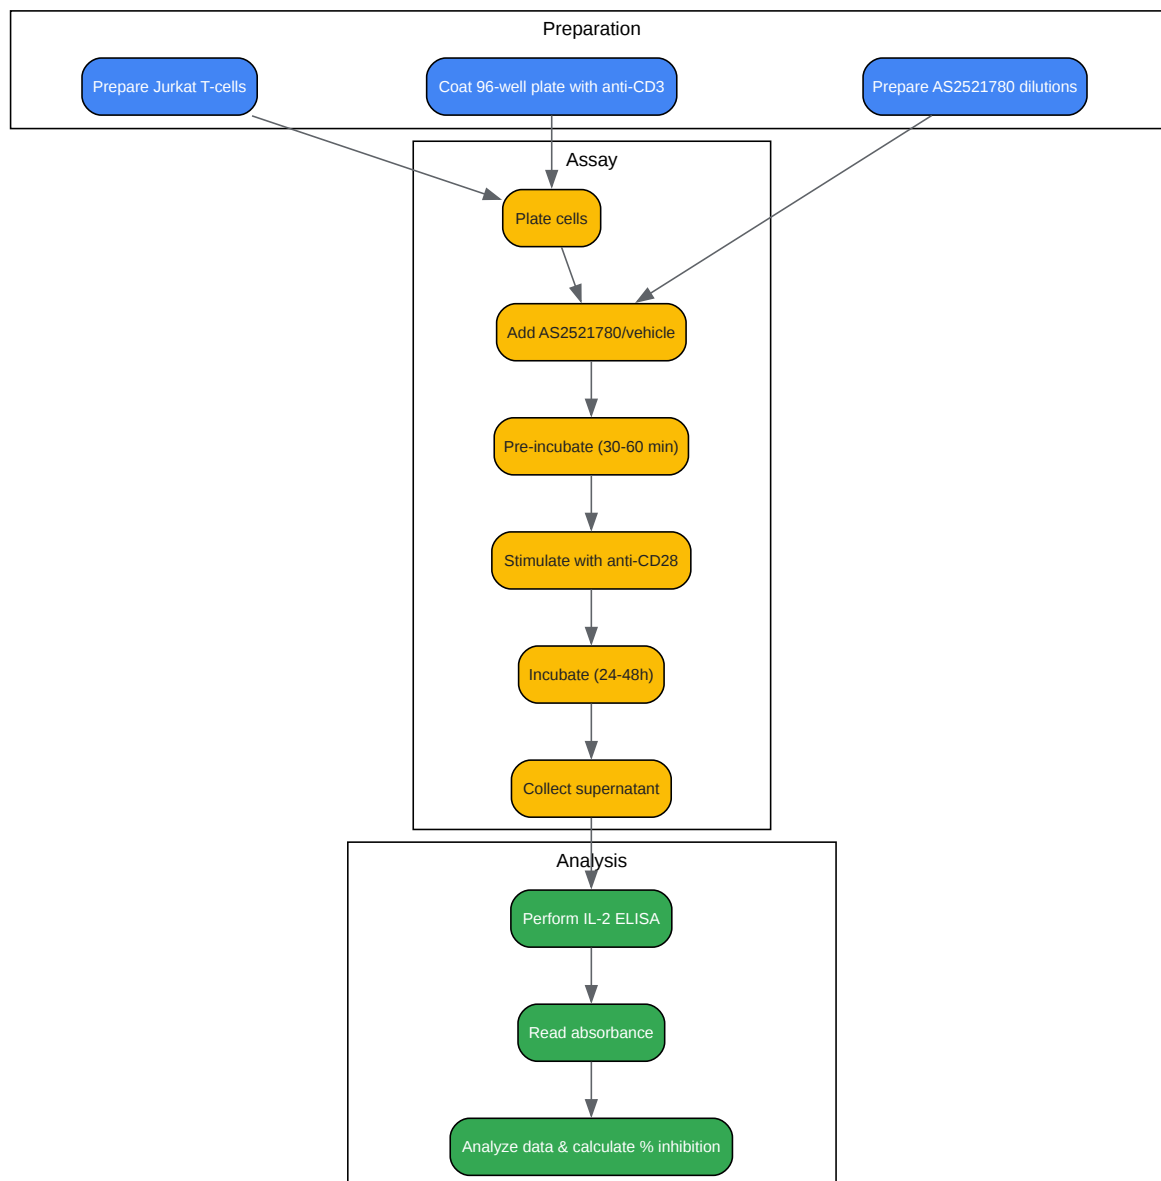 Preparation
Prepare Jurkat T-cells
Coat 96-well plate with anti-CD3
Prepare AS2521780 dilutions
Assay
Plate cells
Add AS2521780/vehicle
Pre-incubate (30-60 min)
Stimulate with anti-CD28
Incubate (24-48h)
Collect supernatant
Analysis
Perform IL-2 ELISA
Read absorbance
Analyze data & calculate % inhibition